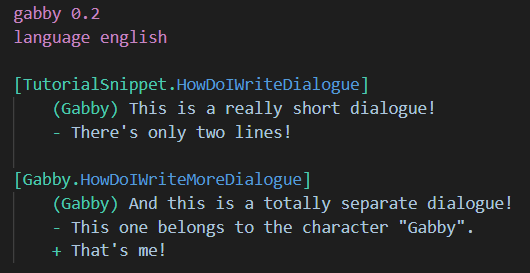 gabby 0.2
language english
[TutorialSnippet.HowDoIWriteDialogue]
(Gabby) This is a really short dialogue!
- There's only two lines!
[Gabby.HowDoIWriteMoreDialogue]
(Gabby) And this is a totally separate dialogue!
- This one belongs to the character "Gabby".
+ That's me!